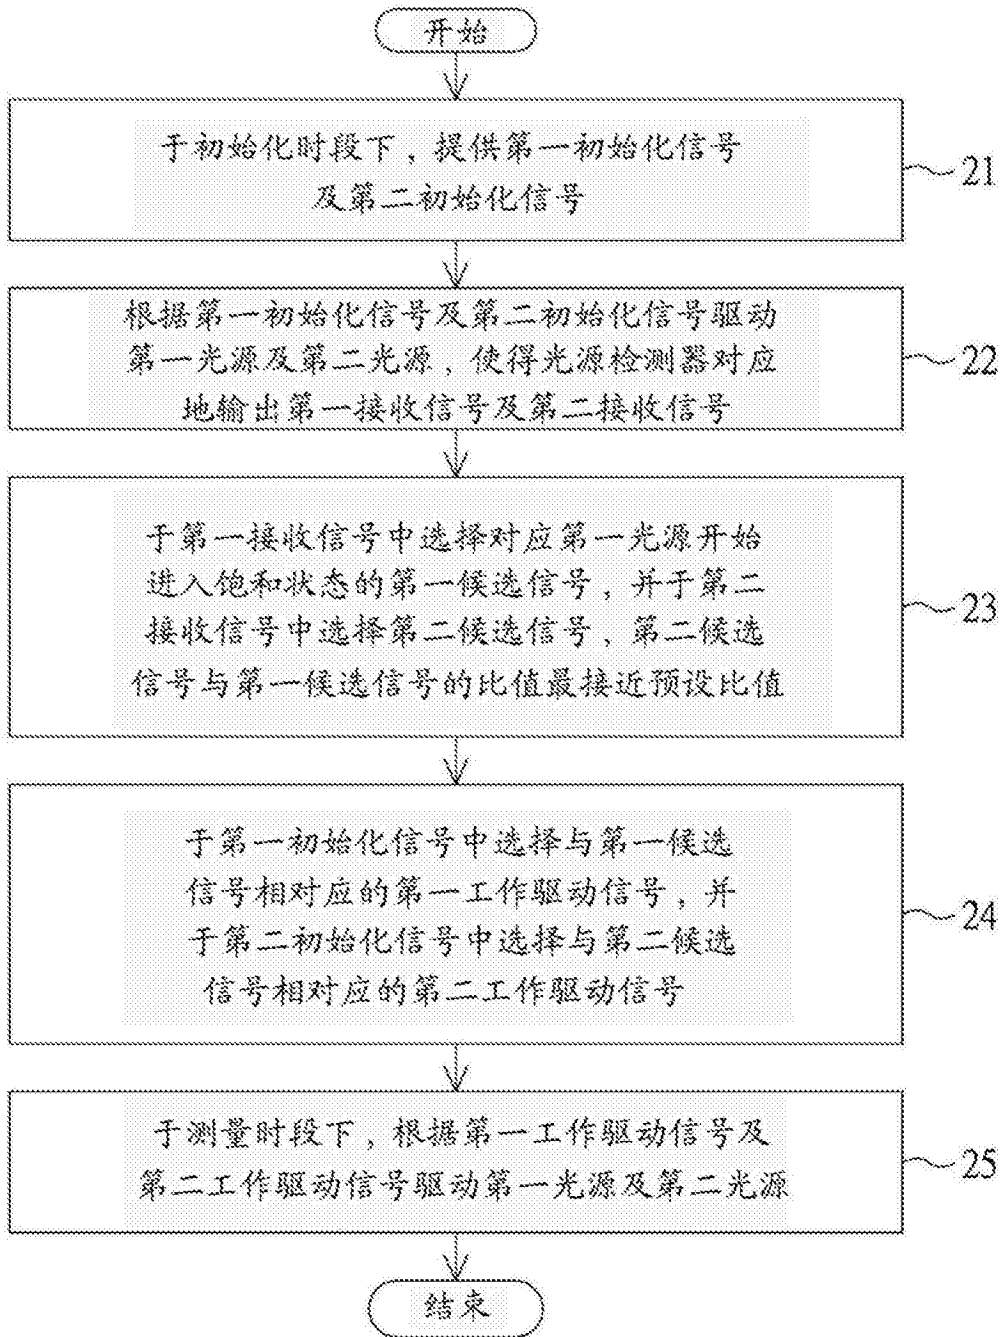 开始
于初始化时段下，提供第一初始化信号
及第二初始化信号
21
根据第一初始化信号及第二初始化信号驱动
第一光源及第二光源，使得光源检测器对应
地输出第一接收信号及第二接收信号
22
于第一接收信号中选择对应第一光源开始
进入饱和状态的第一候选信号，并于第二
接收信号中选择第二候选信号，第二候选
信号与第一候选信号的比值最接近预设比值
23
于第一初始化信号中选择与第一候选
信号相对应的第一工作驱动信号，并
于第二初始化信号中选择与第二候选
信号相对应的第二工作驱动信号
24
于测量时段下，根据第一工作驱动信号及
第二工作驱动信号驱动第一光源及第二光源
25
结束